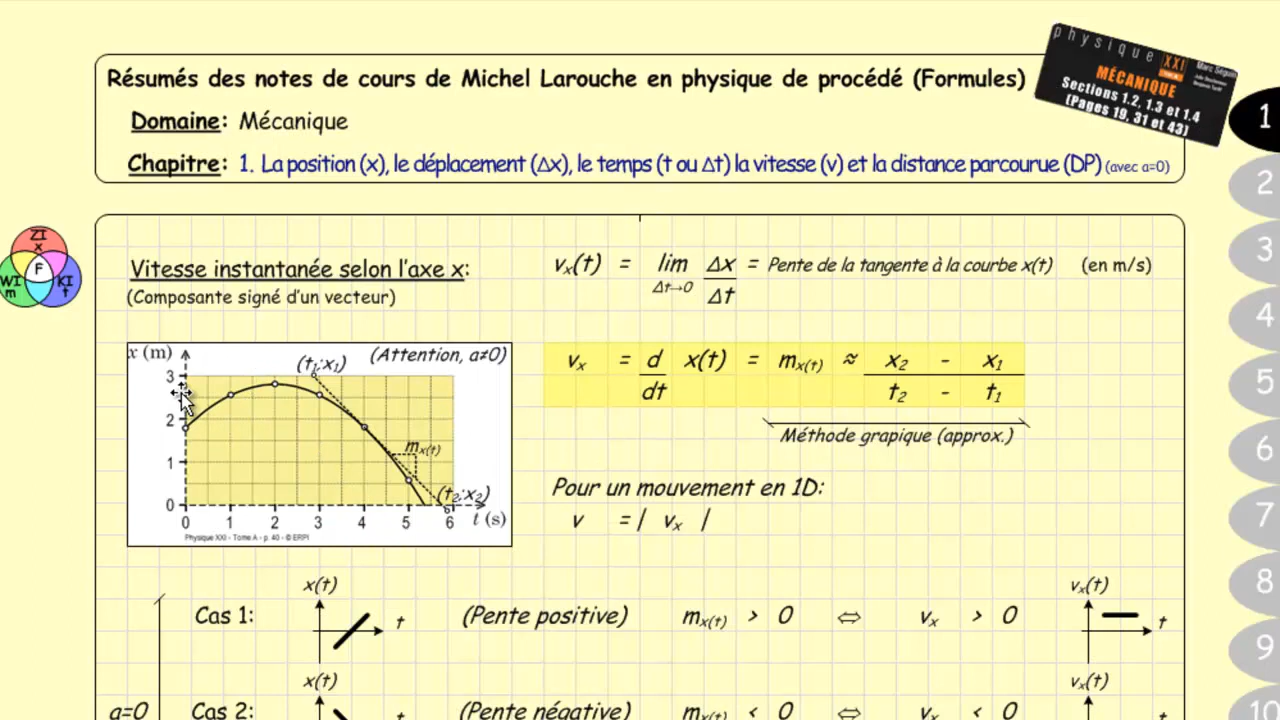 physique XXI
Marc Séguin
MÉCANIQUE
Sections 1.2, 1.3 et 1.4
(Pages 19, 31 et 43)
Résumés des notes de cours de Michel Larouche en physique de procédé (Formules)
Domaine: Mécanique
Chapitre: 1. La position (x), le déplacement (Δx), le temps (t ou Δt) la vitesse (v) et la distance parcourue (DP) (avec a=0)
1
2
3
4
5
6
7
8
9
10
ZI
x
F
WI
m
KI
t
Vitesse instantanée selon l'axe x:
(Composante signé d'un vecteur)
vx(t) = lim Δx = Pente de la tangente à la courbe x(t) (en m/s)
Δt→0 Δt
x (m)
(t1;x1)
(Attention, a≠0)
3
2
1
0
mx(t)
(t2;x2)
0 1 2 3 4 5 6 t (s)
Physique XXI - Tome A - p. 40 - © ERPI
vx = d x(t) = mx(t) ≈ x2 - x1
dt t2 - t1
Méthode grapique (approx.)
Pour un mouvement en 1D:
v = | vx |
x(t)
vx(t)
Cas 1: t (Pente positive) mx(t) > 0 ⇔ vx > 0 t
x(t)
vx(t)
a=0 Cas 2: t (Pente négative) mx(t) < 0 ⇔ vx < 0 t